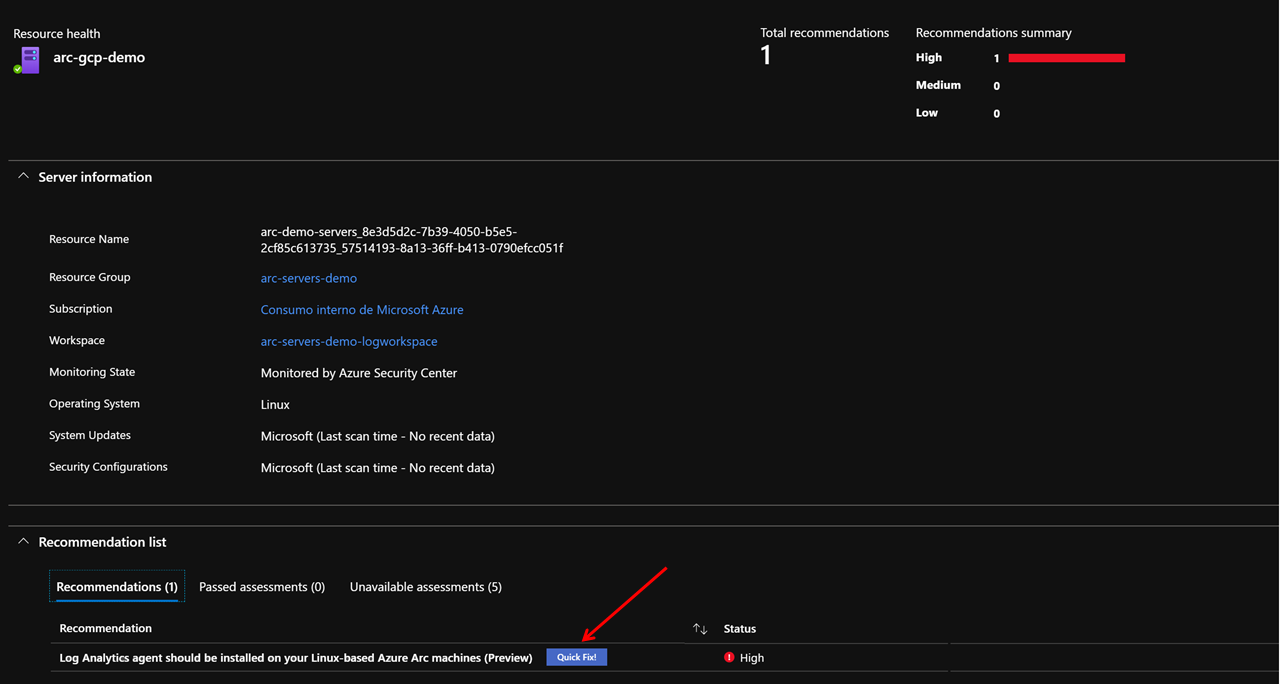 Resource health
arc-gcp-demo
Total recommendations
1
Recommendations summary
High 1
Medium 0
Low 0
Server information
Resource Name
arc-demo-servers_8e3d5d2c-7b39-4050-b5e5-
2cf85c613735_57514193-8a13-36ff-b413-0790efcc051f
Resource Group arc-servers-demo
Subscription Consumo interno de Microsoft Azure
Workspace arc-servers-demo-logworkspace
Monitoring State Monitored by Azure Security Center
Operating System Linux
System Updates Microsoft (Last scan time - No recent data)
Security Configurations Microsoft (Last scan time - No recent data)
Recommendation list
Recommendations (1) Passed assessments (0) Unavailable assessments (5)
Recommendation ↑↓ Status
Log Analytics agent should be installed on your Linux-based Azure Arc machines (Preview) Quick Fix! High